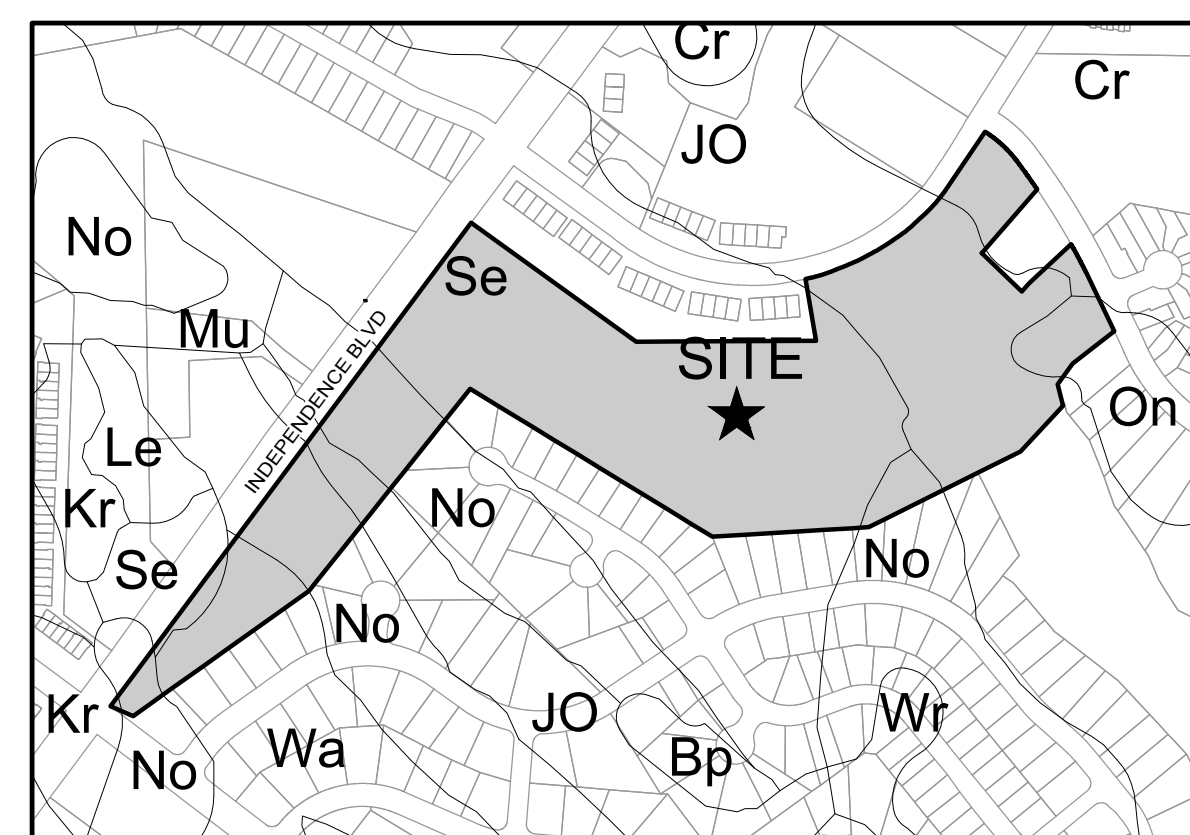 Cr
Cr
JO
No
Se
Mu
INDEPENDENCE BLVD
SITE
On
Le
Kr
No
Se
No
No
Kr
JO
Wr
Wa
Bp
No